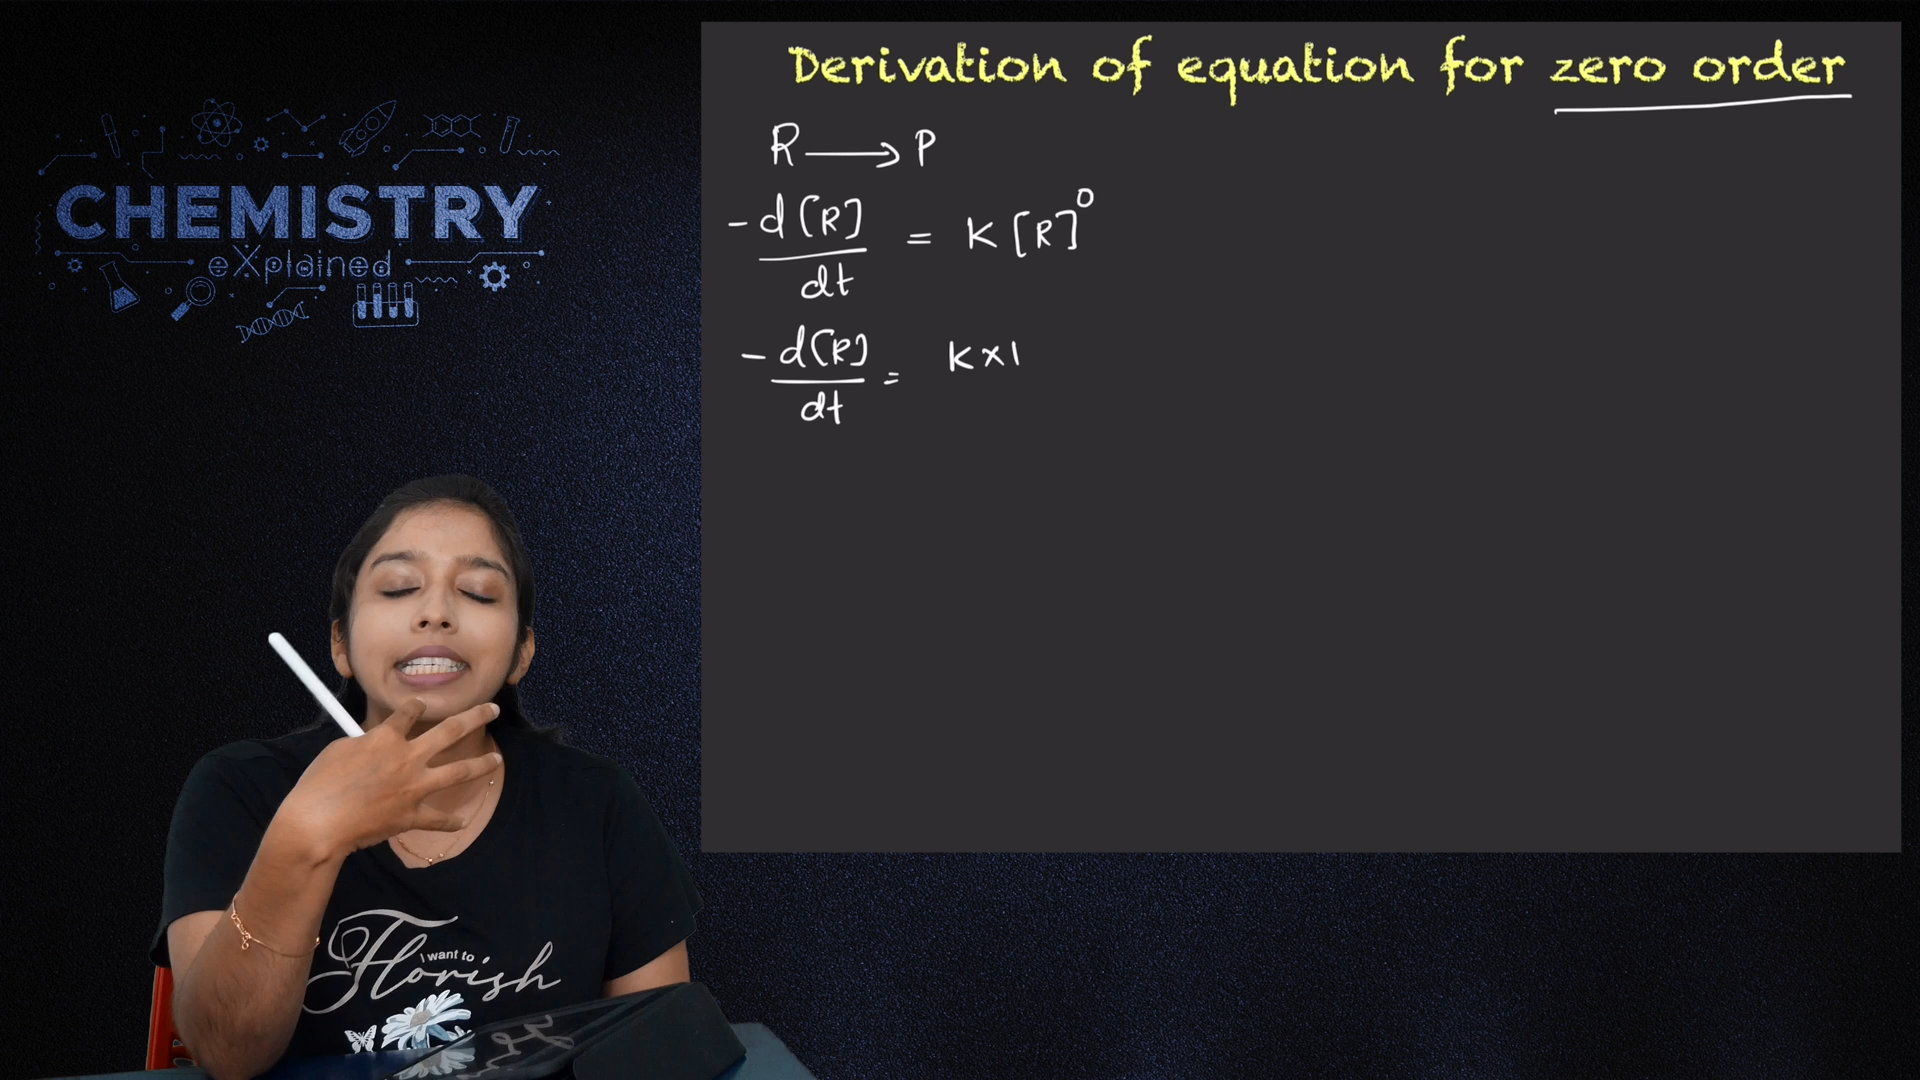 Derivation of equation for zero order
R ⟶ P
- d[R]/dt = K[R]⁰
- d[R]/dt = K×1
CHEMISTRY
eXplained
I want to
Florish